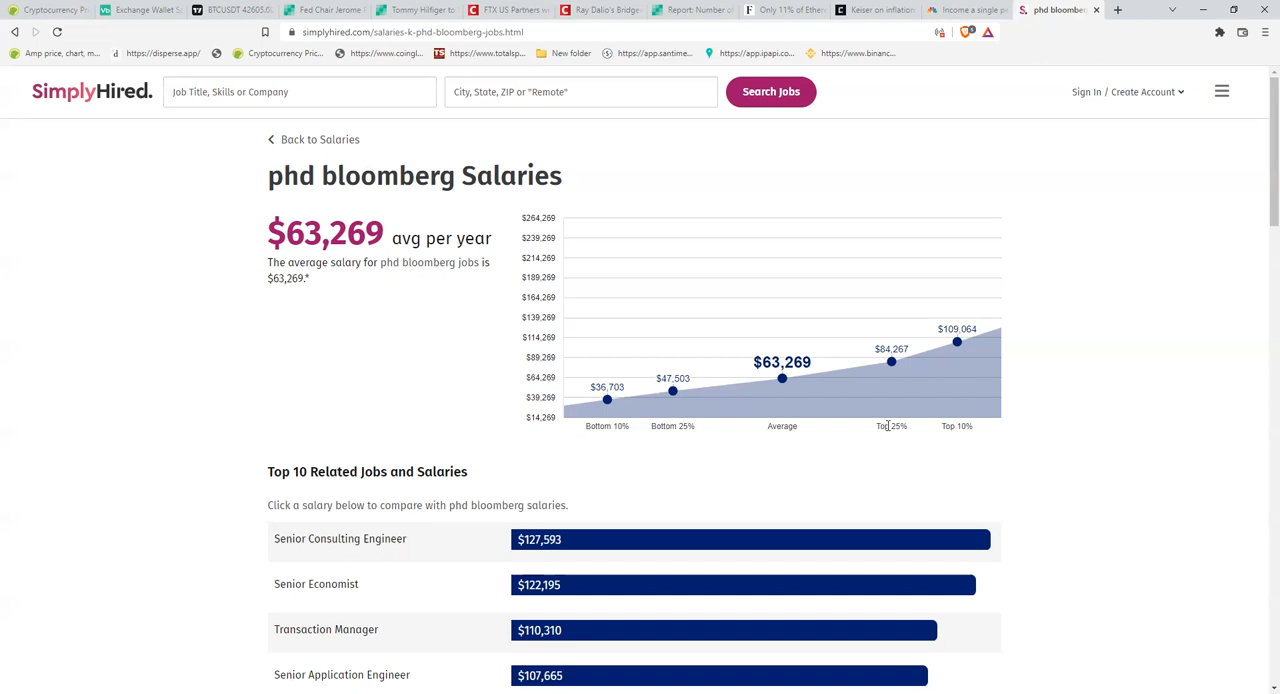 Cryptocurrency Pri
Exchange Wallet Sa
BTCUSDT 42605.0
Fed Chair Jerome
Tommy Hilfiger to
FTX US Partners w
Ray Dalio's Bridgew
Report: Number of
Only 11% of Ether
Keiser on inflation
Income a single pe
phd bloomberg
simplyhired.com/salaries-k-phd-bloomberg-jobs.html
Amp price, chart, m...
https://disperse.app/
Cryptocurrency Pric...
https://www.coingl...
https://www.totalsp...
New folder
https://app.santime...
https://app.ipapi.co...
https://www.binanc...
SimplyHired.
Job Title, Skills or Company
City, State, ZIP or "Remote"
Search Jobs
Sign In / Create Account
Back to Salaries
phd bloomberg Salaries
$63,269 avg per year
The average salary for phd bloomberg jobs is
$63,269.*
$264,269
$239,269
$214,269
$189,269
$164,269
$139,269
$114,269
$89,269
$64,269
$39,269
$14,269
$36,703
$47,503
$63,269
$84,267
$109,064
Bottom 10%
Bottom 25%
Average
Top 25%
Top 10%
Top 10 Related Jobs and Salaries
Click a salary below to compare with phd bloomberg salaries.
Senior Consulting Engineer
$127,593
Senior Economist
$122,195
Transaction Manager
$110,310
Senior Application Engineer
$107,665